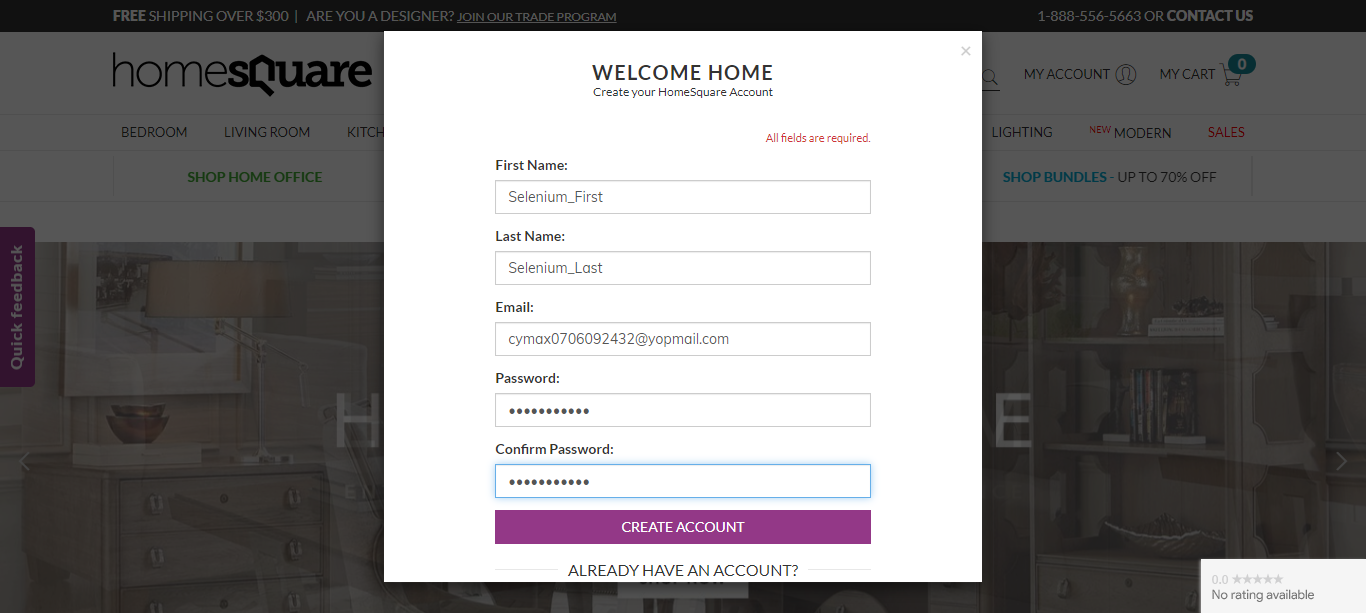 FREE SHIPPING OVER $300 | ARE YOU A DESIGNER? JOIN OUR TRADE PROGRAM
1-888-556-5663 OR CONTACT US
homesquare
MY ACCOUNT
MY CART
0
BEDROOM
LIVING ROOM
KITCH
LIGHTING
NEW MODERN
SALES
SHOP HOME OFFICE
SHOP BUNDLES - UP TO 70% OFF
Quick feedback
×
WELCOME HOME
Create your HomeSquare Account
All fields are required.
First Name:
Selenium_First
Last Name:
Selenium_Last
Email:
cymax0706092432@yopmail.com
Password:
•••••••••••
Confirm Password:
•••••••••••
CREATE ACCOUNT
ALREADY HAVE AN ACCOUNT?
0.0 ★★★★★
No rating available